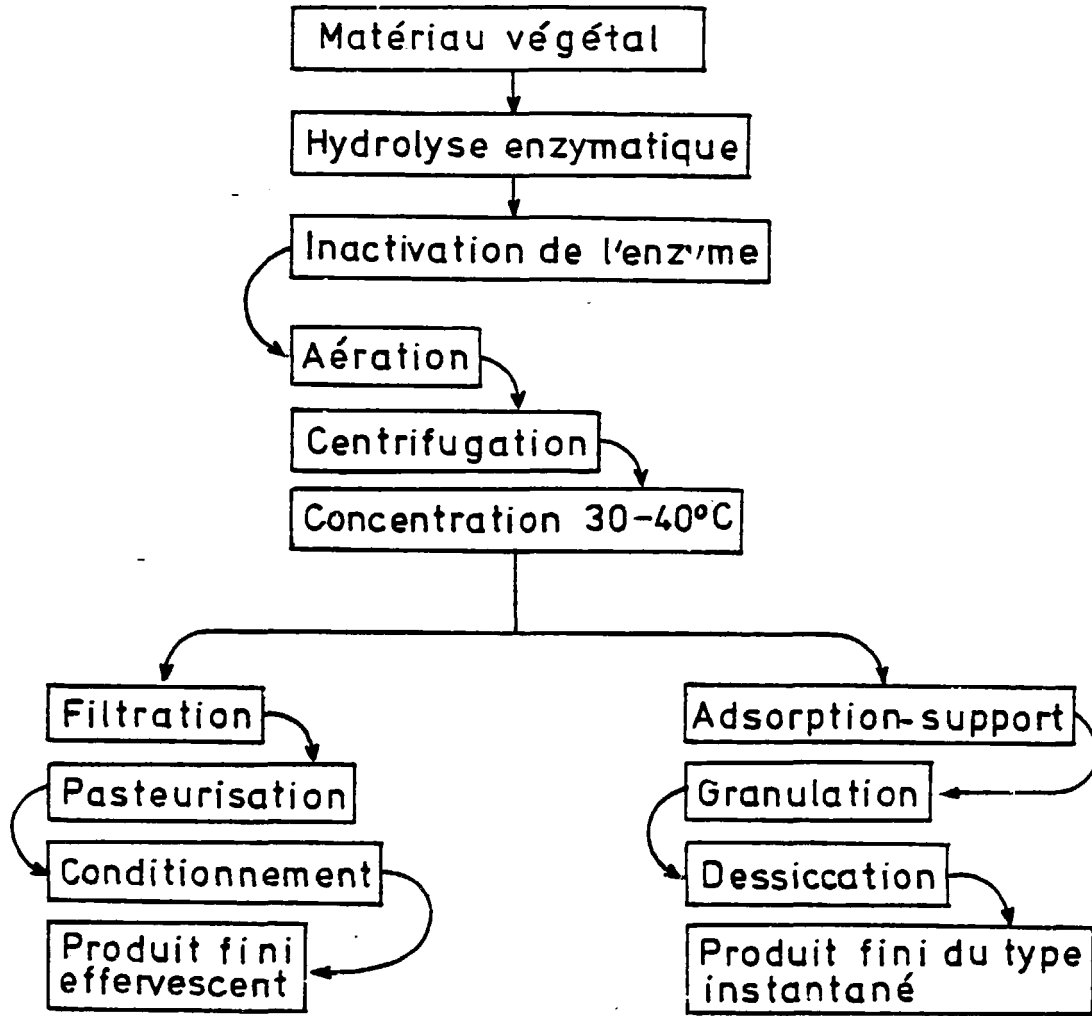 Matériau végétal
Hydrolyse enzymatique
Inactivation de l'enzyme
Aération
Centrifugation
Concentration 30-40°C
Filtration
Pasteurisation
Conditionnement
Produit fini
effervescent
Adsorption-support
Granulation
Dessiccation
Produit fini du type
instantané